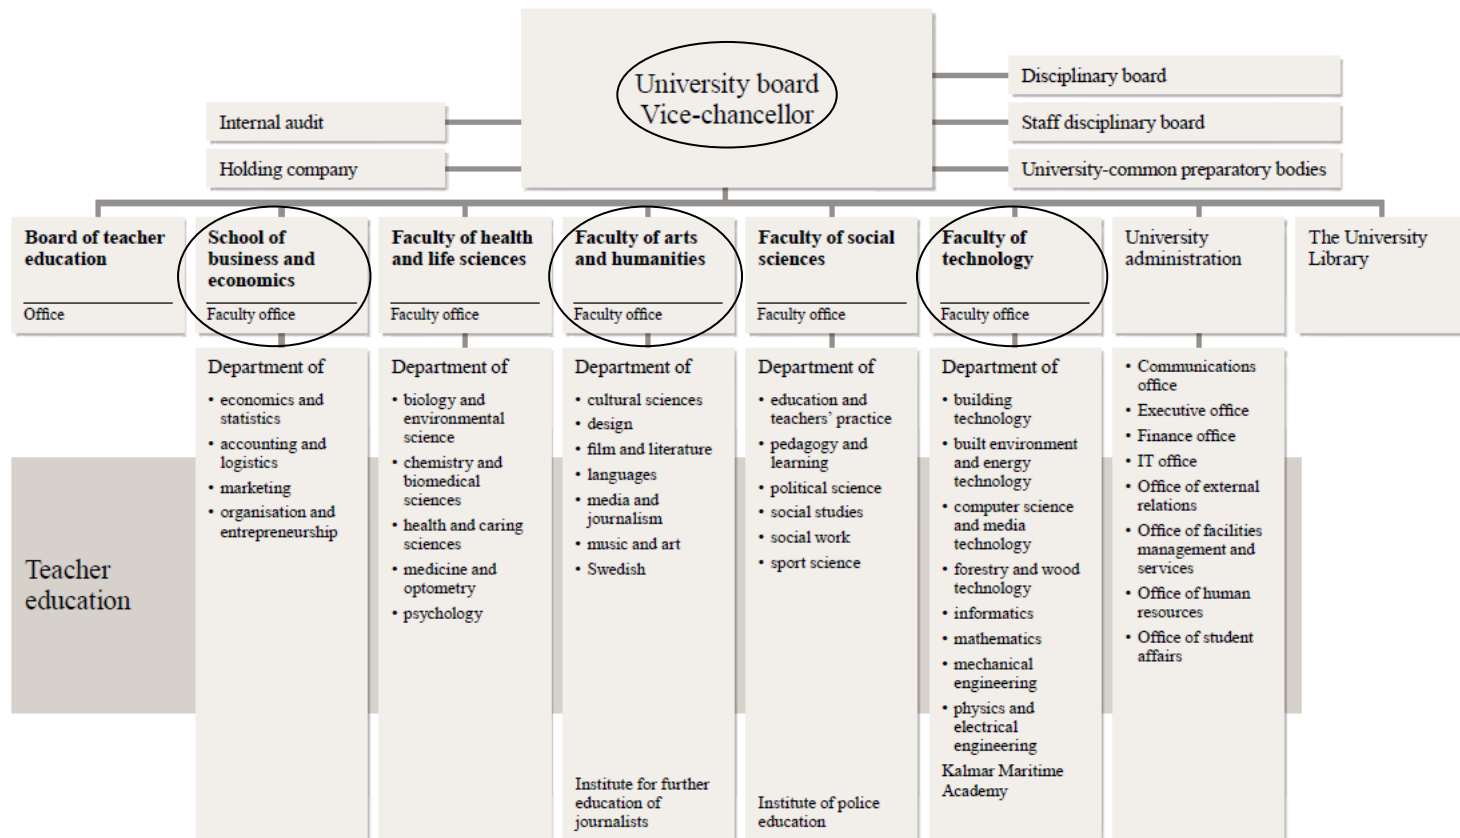 University board
Vice-chancellor
Internal audit
Holding company
Disciplinary board
Staff disciplinary board
University-common preparatory bodies
Board of teacher
education
Office
School of
business and
economics
Faculty office
Faculty of health
and life sciences
Faculty office
Faculty of arts
and humanities
Faculty office
Faculty of social
sciences
Faculty office
Faculty of
technology
Faculty office
University
administration
The University
Library
Teacher
education
Department of
• economics and
statistics
• accounting and
logistics
• marketing
• organisation and
entrepreneurship
Department of
• biology and
environmental
science
• chemistry and
biomedical
sciences
• health and caring
sciences
• medicine and
optometry
• psychology
Department of
• cultural sciences
• design
• film and literature
• languages
• media and
journalism
• music and art
• Swedish
Institute for further
education of
journalists
Department of
• education and
teachers' practice
• pedagogy and
learning
• political science
• social studies
• social work
• sport science
Institute of police
education
Department of
• building
technology
• built environment
and energy
technology
• computer science
and media
technology
• forestry and wood
technology
• informatics
• mathematics
• mechanical
engineering
• physics and
electrical
engineering
Kalmar Maritime
Academy
• Communications
office
• Executive office
• Finance office
• IT office
• Office of external
relations
• Office of facilities
management and
services
• Office of human
resources
• Office of student
affairs